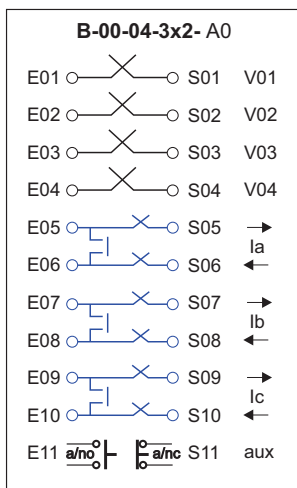 B-00-04-3x2- A0
E01 S01 V01
E02 S02 V02
E03 S03 V03
E04 S04 V04
E05 S05
Ia
E06 S06
E07 S07
Ib
E08 S08
E09 S09
Ic
E10 S10
E11 a/no a/nc S11 aux